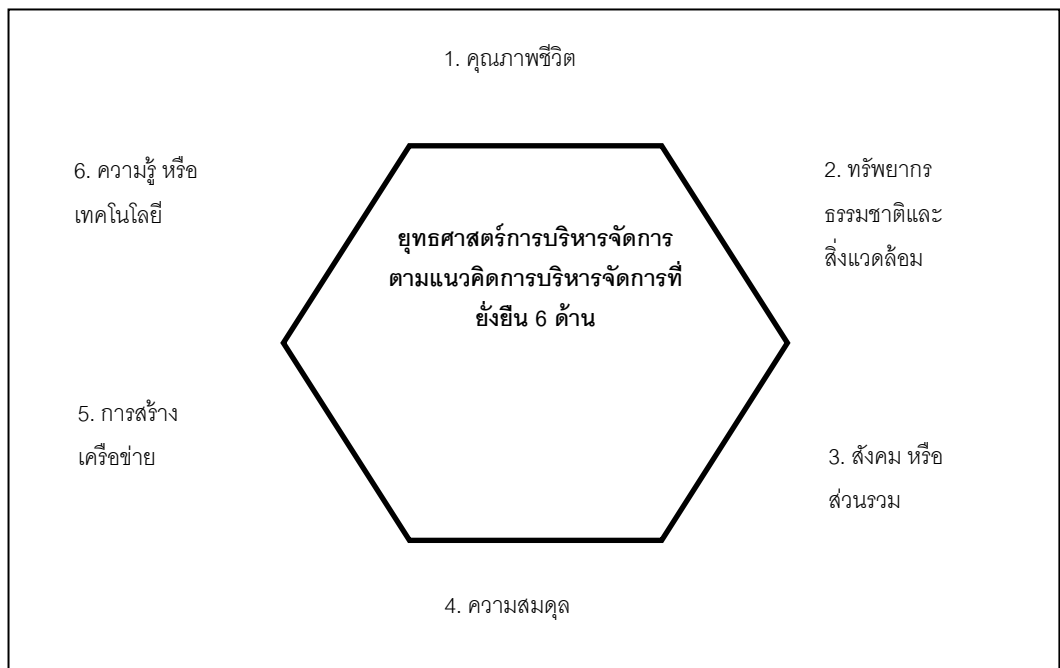 1. คุณภาพชีวิต
2. ทรัพยากร
ธรรมชาติและ
สิ่งแวดล้อม
3. สังคม หรือ
ส่วนรวม
4. ความสมดุล
5. การสร้าง
เครือข่าย
6. ความรู้ หรือ
เทคโนโลยี
ยุทธศาสตร์การบริหารจัดการ
ตามแนวคิดการบริหารจัดการที่
ยั่งยืน 6 ด้าน